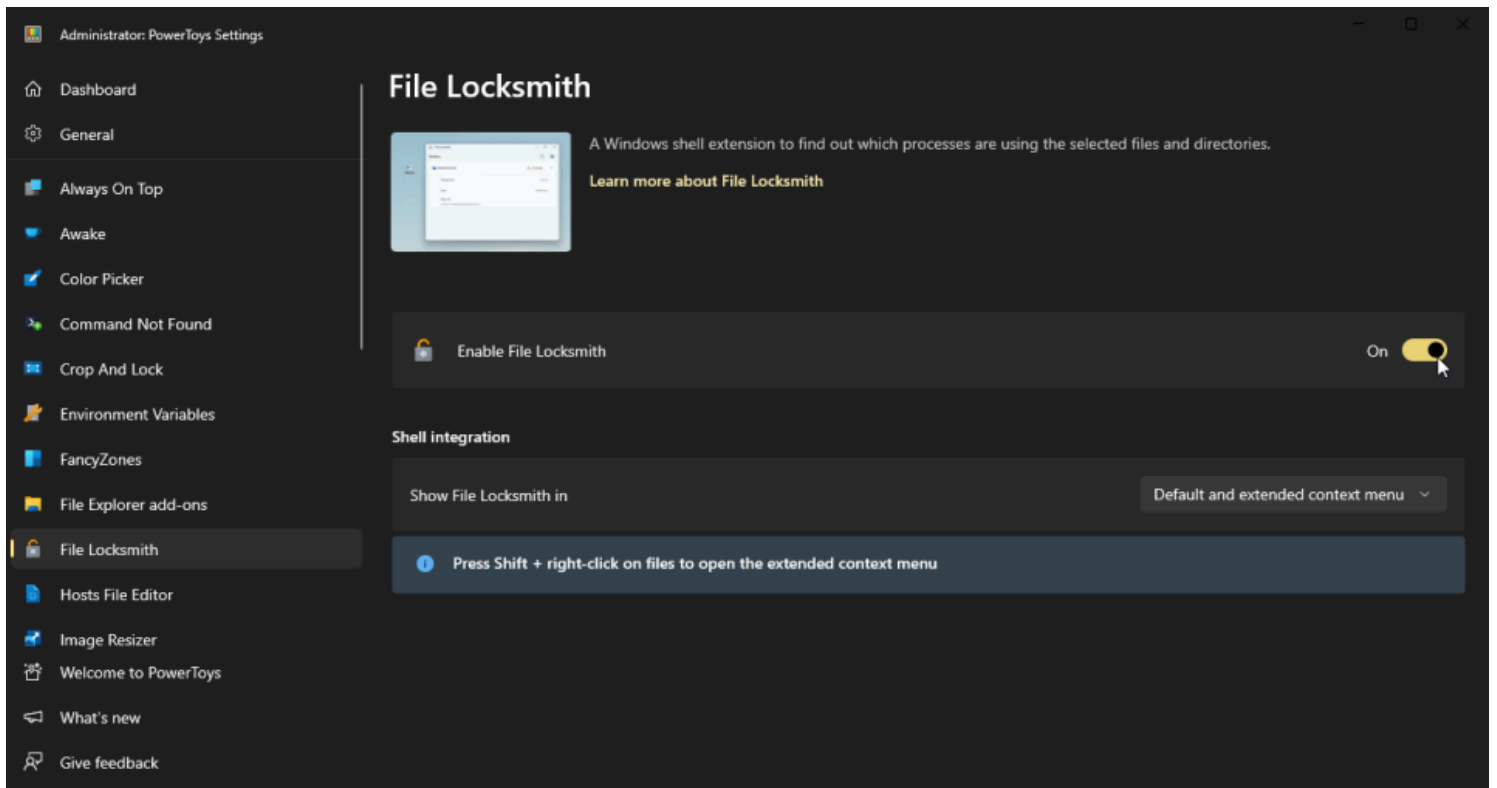 Administrator: PowerToys Settings
Dashboard
General
Always On Top
Awake
Color Picker
Command Not Found
Crop And Lock
Environment Variables
FancyZones
File Explorer add-ons
File Locksmith
Hosts File Editor
Image Resizer
Welcome to PowerToys
What's new
Give feedback
File Locksmith
A Windows shell extension to find out which processes are using the selected files and directories.
Learn more about File Locksmith
Enable File Locksmith
On
Shell integration
Show File Locksmith in
Default and extended context menu
Press Shift + right-click on files to open the extended context menu